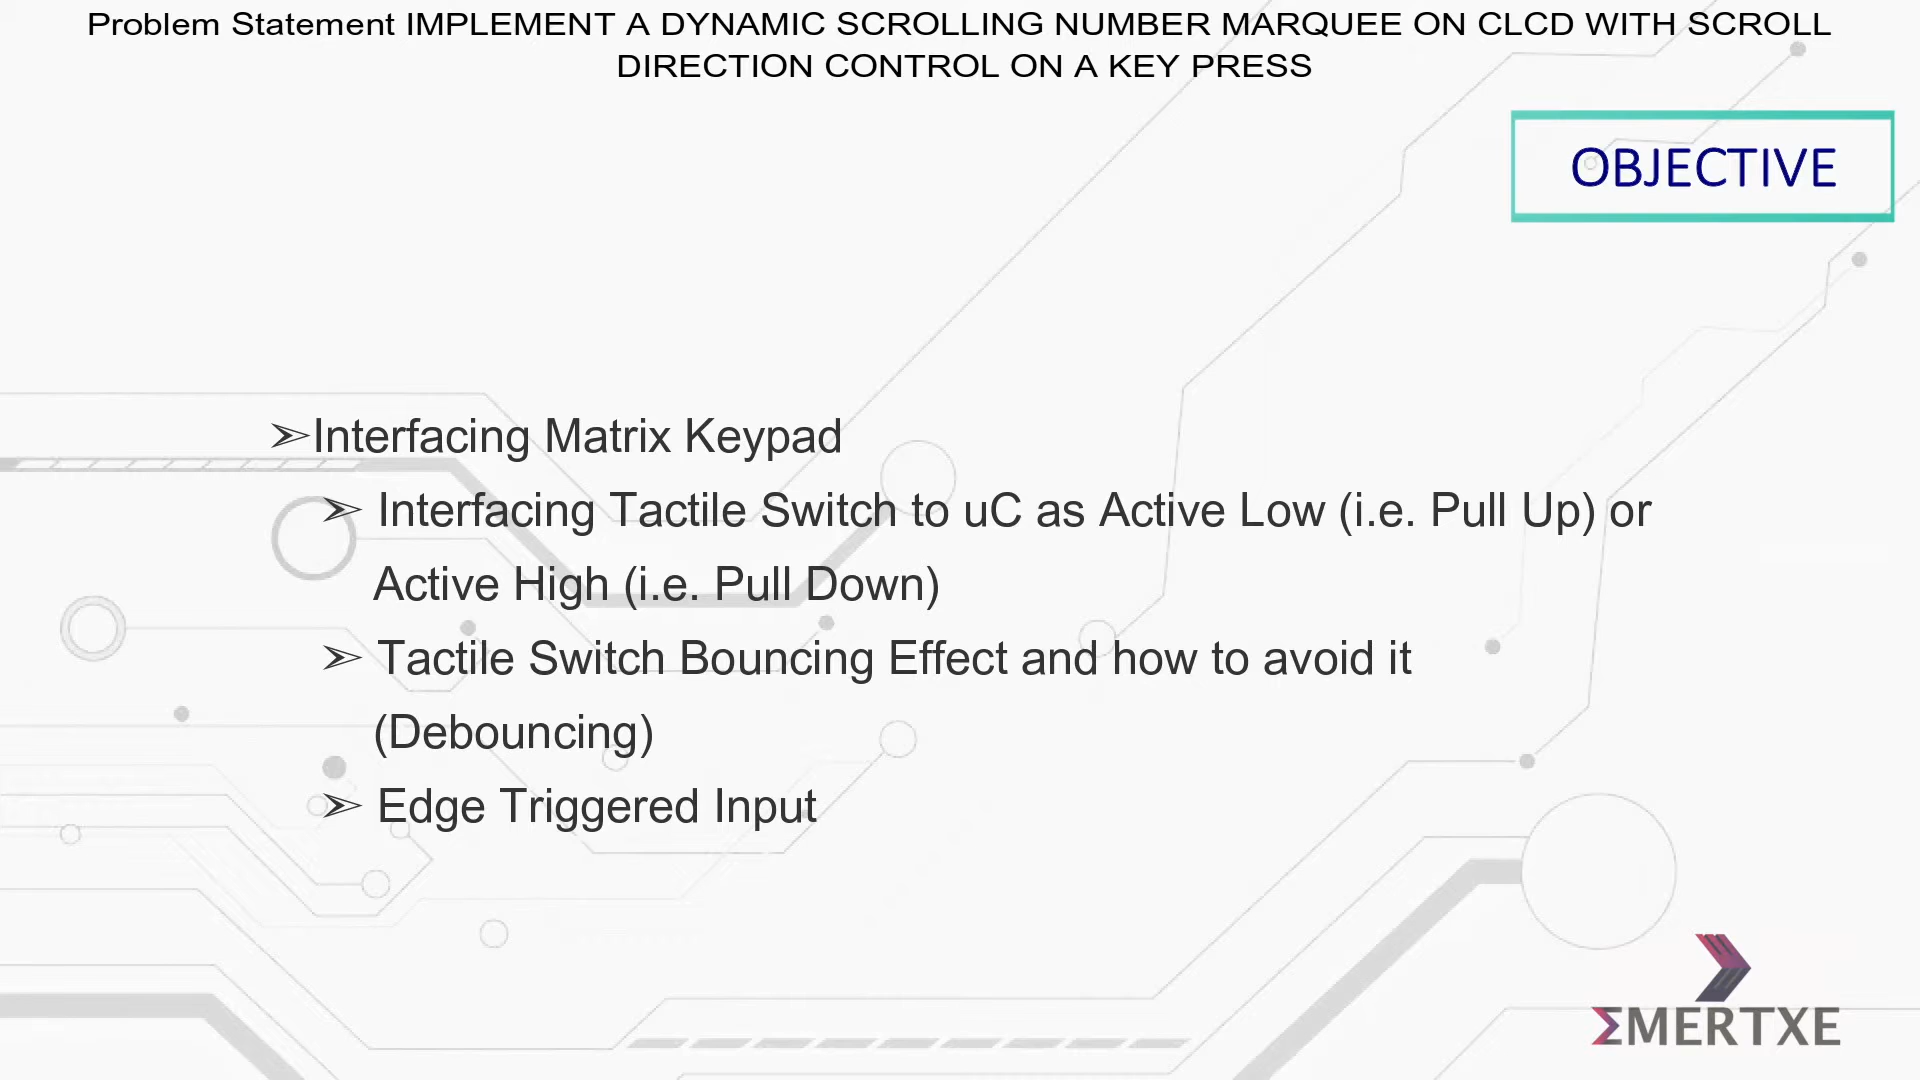 Problem Statement IMPLEMENT A DYNAMIC SCROLLING NUMBER MARQUEE ON CLCD WITH SCROLL
DIRECTION CONTROL ON A KEY PRESS
OBJECTIVE
➢Interfacing Matrix Keypad
➢ Interfacing Tactile Switch to uC as Active Low (i.e. Pull Up) or
Active High (i.e. Pull Down)
➢ Tactile Switch Bouncing Effect and how to avoid it
(Debouncing)
➢ Edge Triggered Input
ΣMERTXE